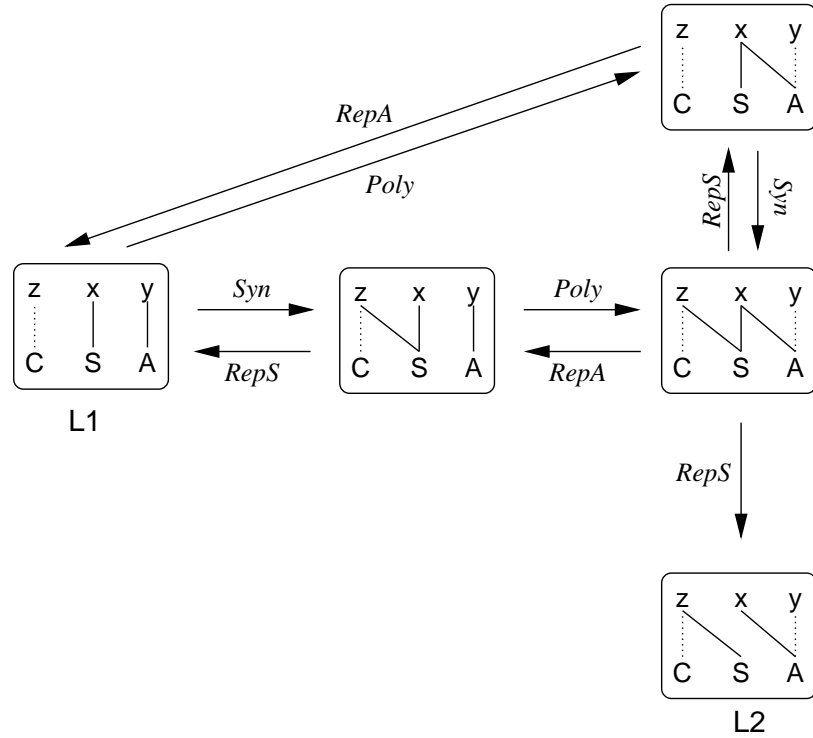 z x y
C S A
RepA
Poly
RepS
Syn
z x y
C S A
Syn
RepS
z x y
C S A
Poly
RepA
z x y
C S A
L1
RepS
z x y
C S A
L2